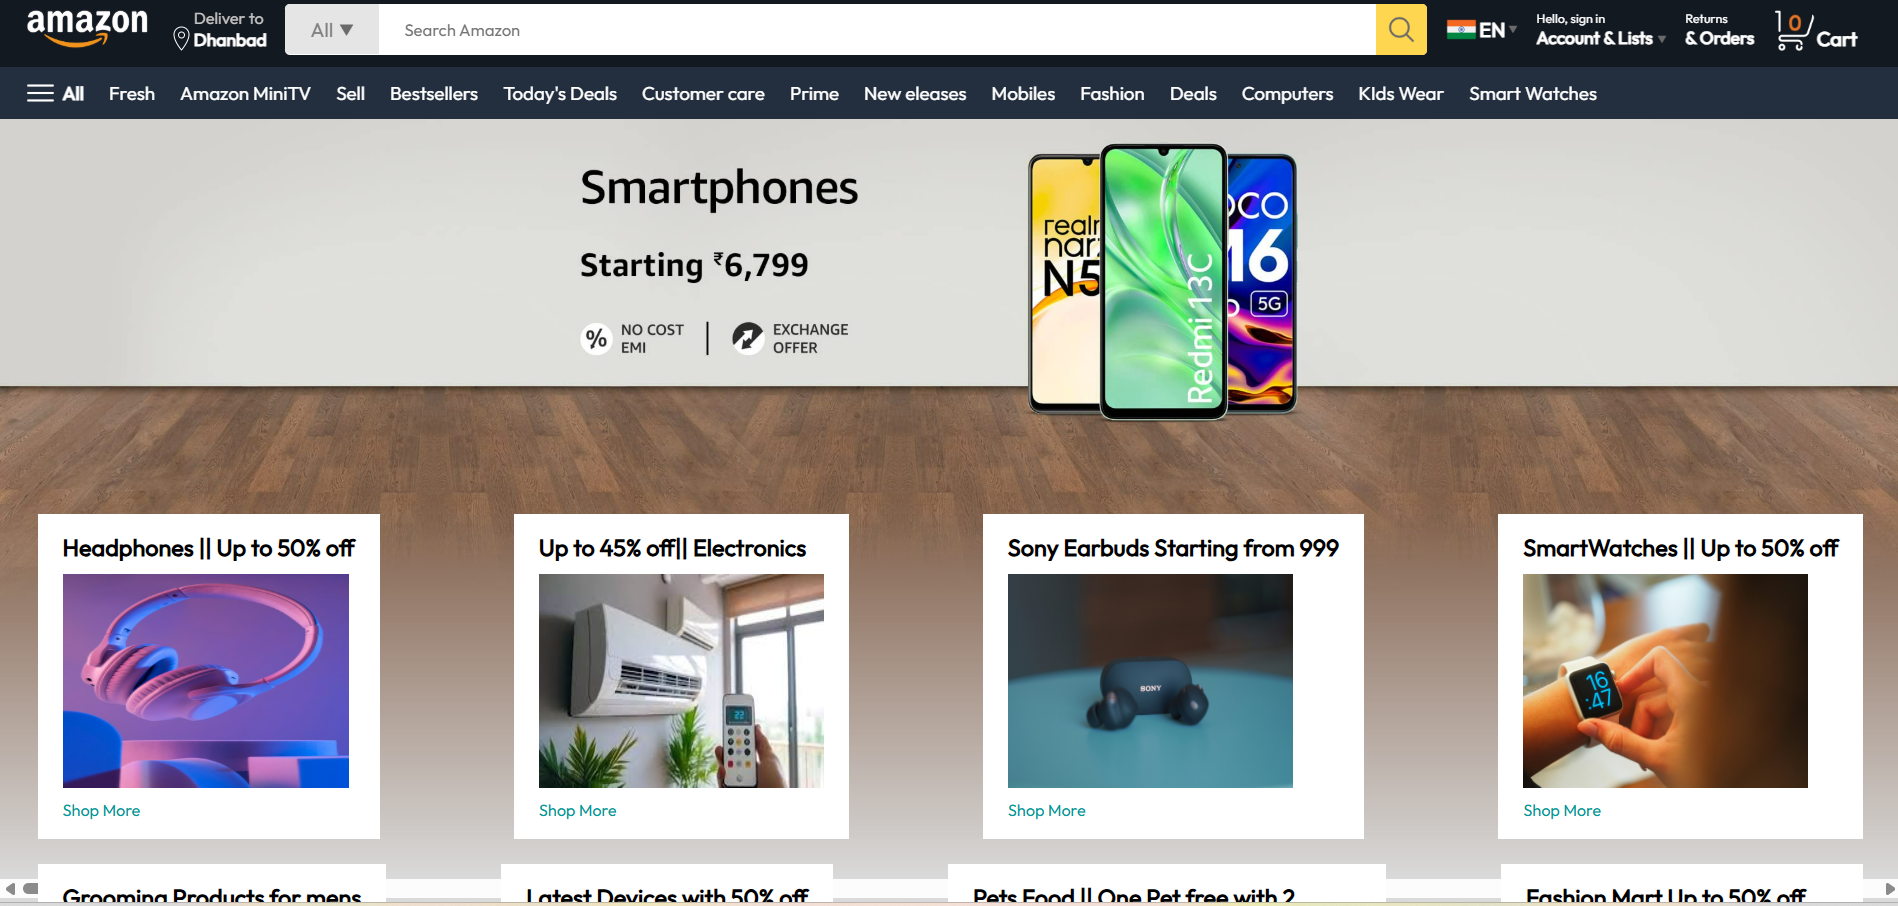 amazon
Deliver to
Dhanbad
All ▼
Search Amazon
EN
Hello, sign in
Account & Lists
Returns
& Orders
0
Cart
All
Fresh
Amazon MiniTV
Sell
Bestsellers
Today's Deals
Customer care
Prime
New eleases
Mobiles
Fashion
Deals
Computers
KIds Wear
Smart Watches
Smartphones
Starting ₹6,799
% NO COST
EMI
EXCHANGE
OFFER
N5
Redmi 13C
16
5G
Headphones || Up to 50% off
Shop More
Up to 45% off|| Electronics
22
Shop More
Sony Earbuds Starting from 999
SONY
Shop More
SmartWatches || Up to 50% off
16
:47
Shop More
Grooming Products for mens
Latest Devices with 50% off
Pets Food || One Pet free with 2
Fashion Mart Up to 50% off